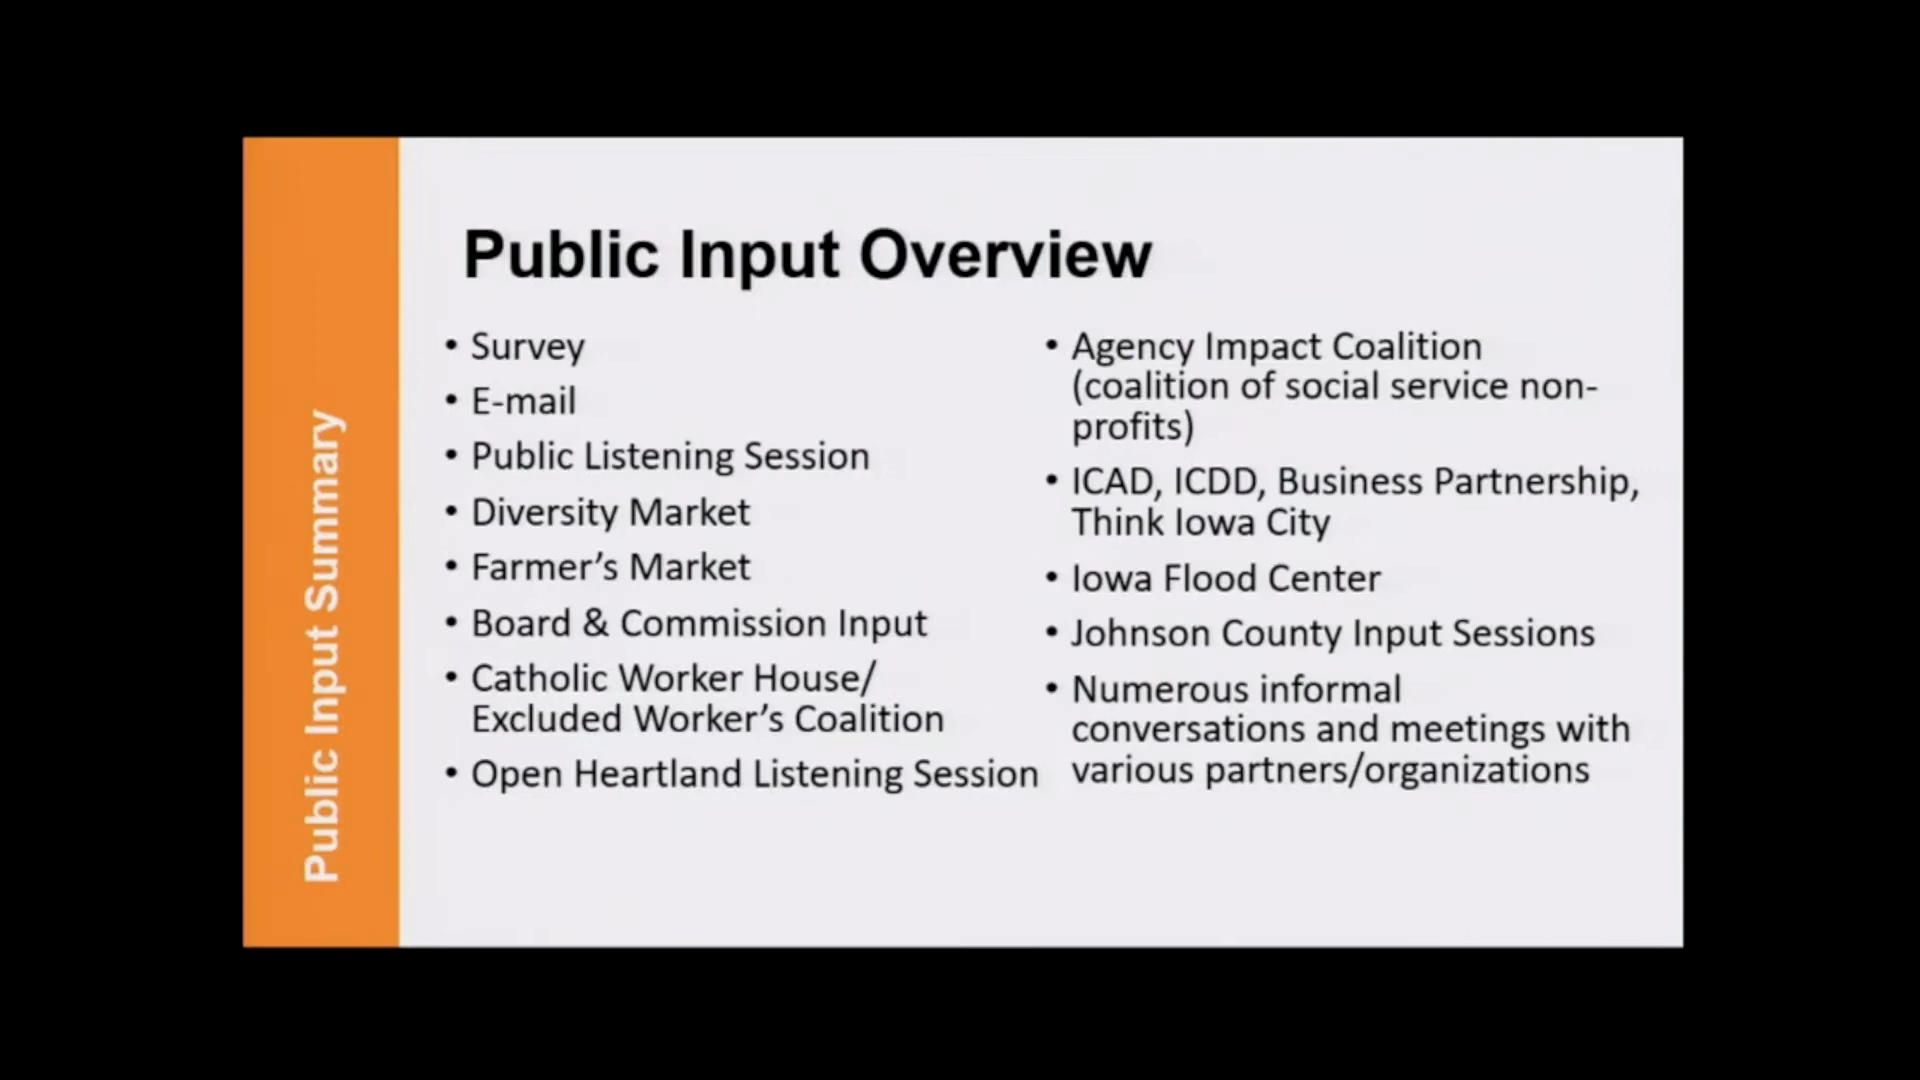 Public Input Summary
Public Input Overview
• Survey
• E-mail
• Public Listening Session
• Diversity Market
• Farmer’s Market
• Board & Commission Input
• Catholic Worker House/
Excluded Worker’s Coalition
• Open Heartland Listening Session
• Agency Impact Coalition
(coalition of social service non-
profits)
• ICAD, ICDD, Business Partnership,
Think Iowa City
• Iowa Flood Center
• Johnson County Input Sessions
• Numerous informal
conversations and meetings with
various partners/organizations